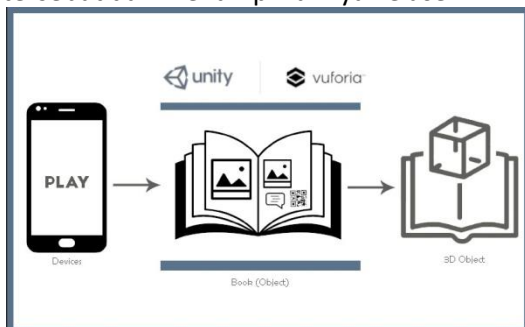 unity
vuforia
PLAY
Devices
Book (Object)
3D Object